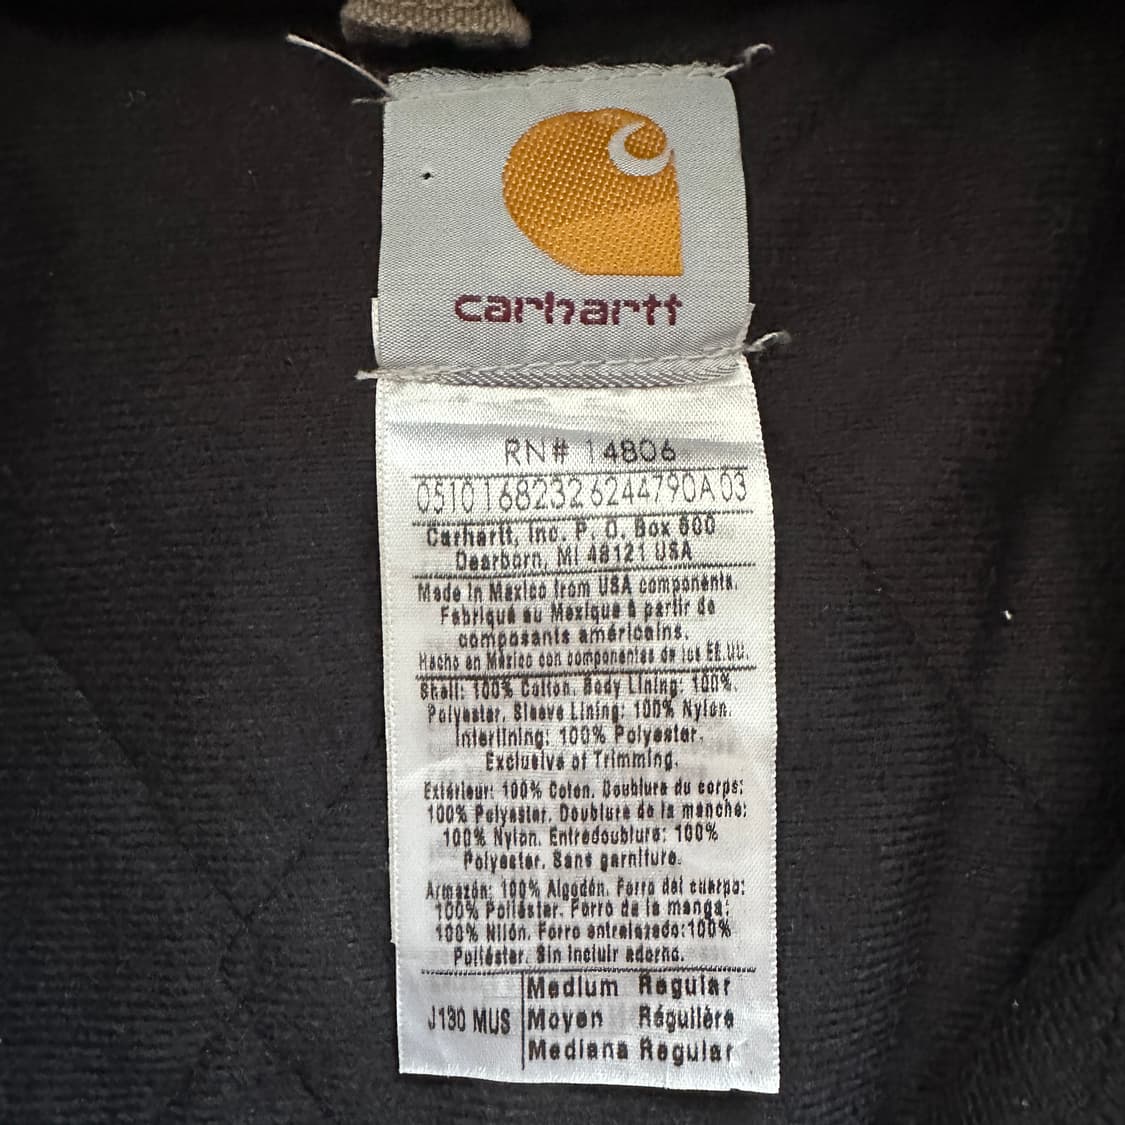 carhartt
RN# 14806
0510 168232 6244790A 03
Carhartt, Inc. P. O. Box 600
Dearborn, MI 48121 USA
Made In Mexico from USA components.
Fabriqué au Mexique à partir de
composants américains.
Hecho en México con componentes de los EE.UU.
Shell: 100% Cotton. Body Lining: 100%
Polyester. Sleeve Lining: 100% Nylon.
Interlining: 100% Polyester.
Exclusive of Trimming.
Extérieur: 100% Coton. Doublure du corps:
100% Polyester. Doublure de la manche:
100% Nylon. Entredoublure: 100%
Polyester. Sans garniture.
Armazón: 100% Algodón. Forro del cuerpo:
100% Poliéster. Forro de la manga:
100% Nilón. Forro entrelazado:100%
Poliéster. Sin incluir adorno.
J130 MUS
Medium Regular
Moyen Régulière
Mediana Regular